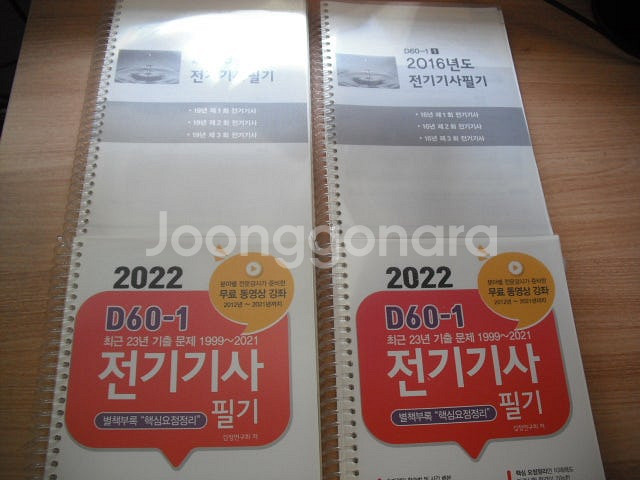 전기기사필기
• 19년 제 1 회 전기기사
• 19년 제 2 회 전기기사
• 19년 제 3 회 전기기사
D60-1 1
2016년도
전기기사필기
• 16년 제 1 회 전기기사
• 16년 제 2 회 전기기사
• 16년 제 3 회 전기기사
Joonggonara
2022
분야별 전문강사가 준비한
무료 동영상 강좌
2012년 ~ 2021년까지
D60-1
최근 23년 기출 문제 1999~2021
전기기사
필기
별책부록 "핵심요점정리"
김앤연구회 저
2022
분야별 전문강사가 준비한
무료 동영상 강좌
2012년 ~ 2021년까지
D60-1
최근 23년 기출 문제 1999~2021
전기기사
필기
별책부록 "핵심요점정리"